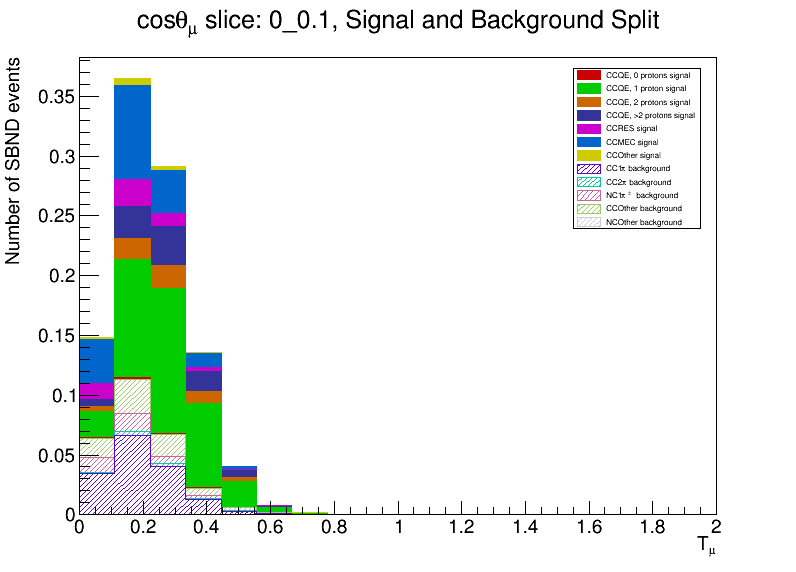 cosθμ slice: 0_0.1, Signal and Background Split
Number of SBND events
0.35
0.3
0.25
0.2
0.15
0.1
0.05
0
0 0.2 0.4 0.6 0.8 1 1.2 1.4 1.6 1.8 2
Tμ
CCQE, 0 protons signal
CCQE, 1 proton signal
CCQE, 2 protons signal
CCQE, >2 protons signal
CCRES signal
CCMEC signal
CCOther signal
CC1π background
CC2π background
NC1π ± background
CCOther background
NCOther background